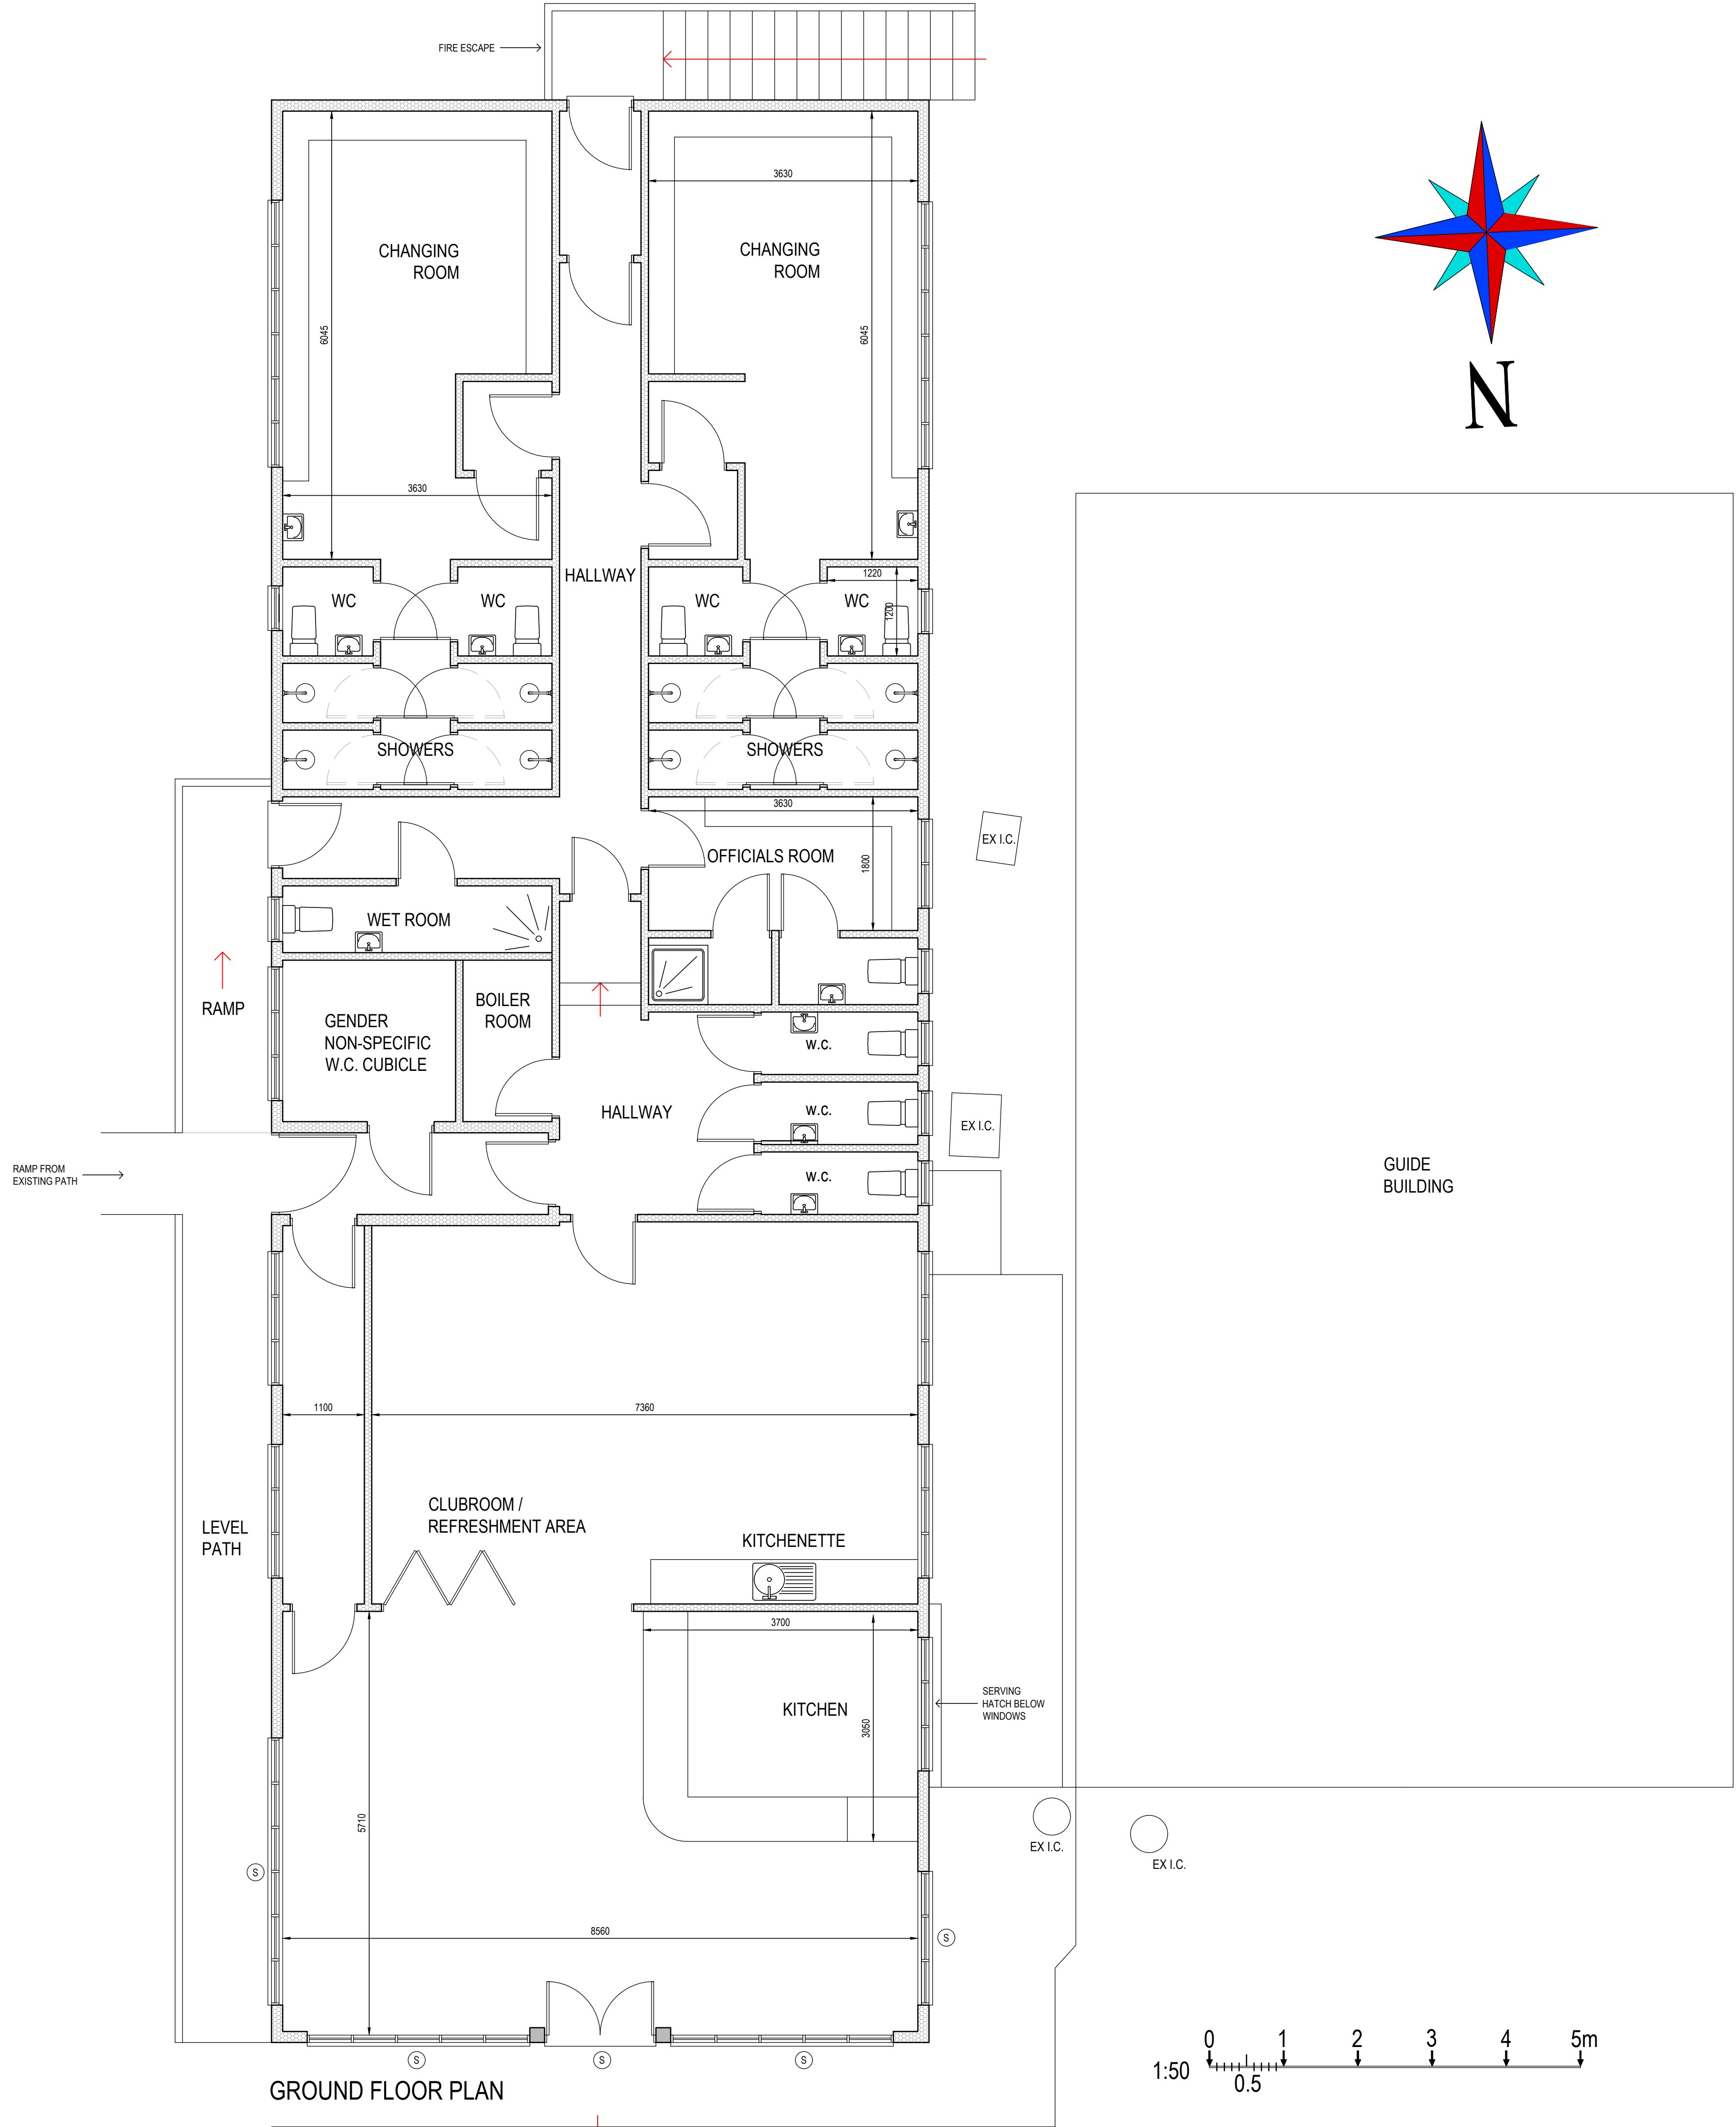 FIRE ESCAPE
3630
CHANGING
ROOM
CHANGING
ROOM
6045
6045
N
3630
HALLWAY
1220
WC
WC
WC
WC
1200
SHOWERS
SHOWERS
3630
EX I.C.
OFFICIALS ROOM
1800
WET ROOM
RAMP
BOILER
ROOM
GENDER
NON-SPECIFIC
W.C. CUBICLE
w.c.
HALLWAY
w.c.
EX I.C.
RAMP FROM
EXISTING PATH
w.c.
GUIDE
BUILDING
1100
7360
CLUBROOM /
REFRESHMENT AREA
LEVEL
PATH
KITCHENETTE
3700
KITCHEN
3050
SERVING
HATCH BELOW
WINDOWS
5710
EX I.C.
EX I.C.
S
8560
S
S
S
S
GROUND FLOOR PLAN
1:50
0 1 2 3 4 5m
0.5